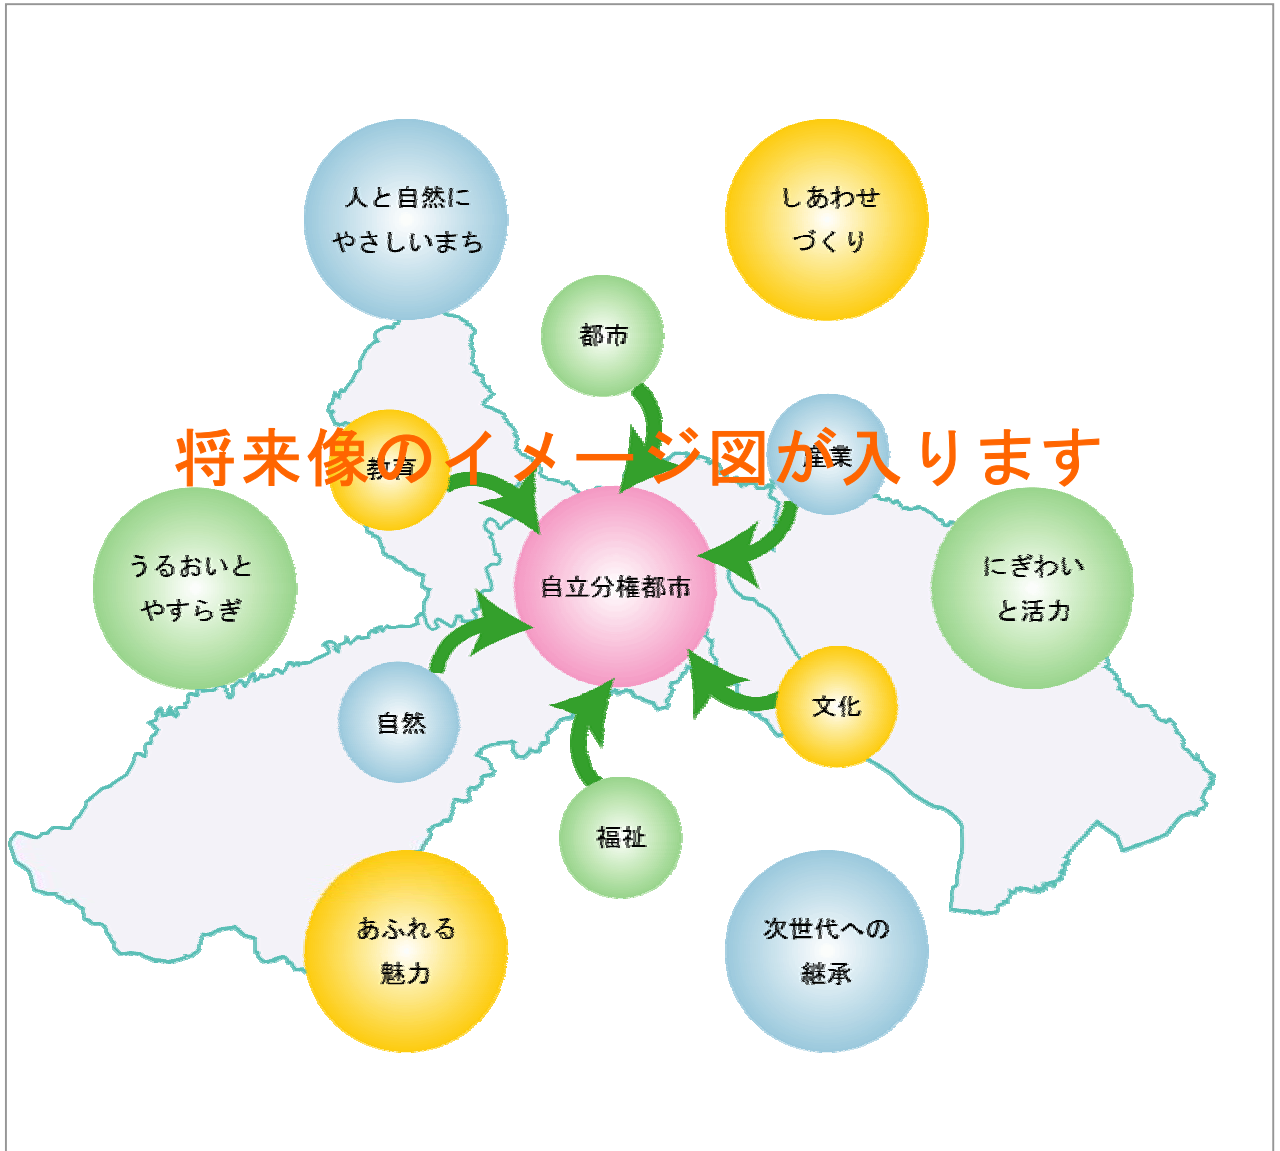 人と自然に
やさしいまち
しあわせ
づくり
都市
将来像のイメージ図が入ります
教育
産業
うるおいと
やすらぎ
自立分権都市
にぎわい
と活力
自然
文化
福祉
あふれる
魅力
次世代への
継承